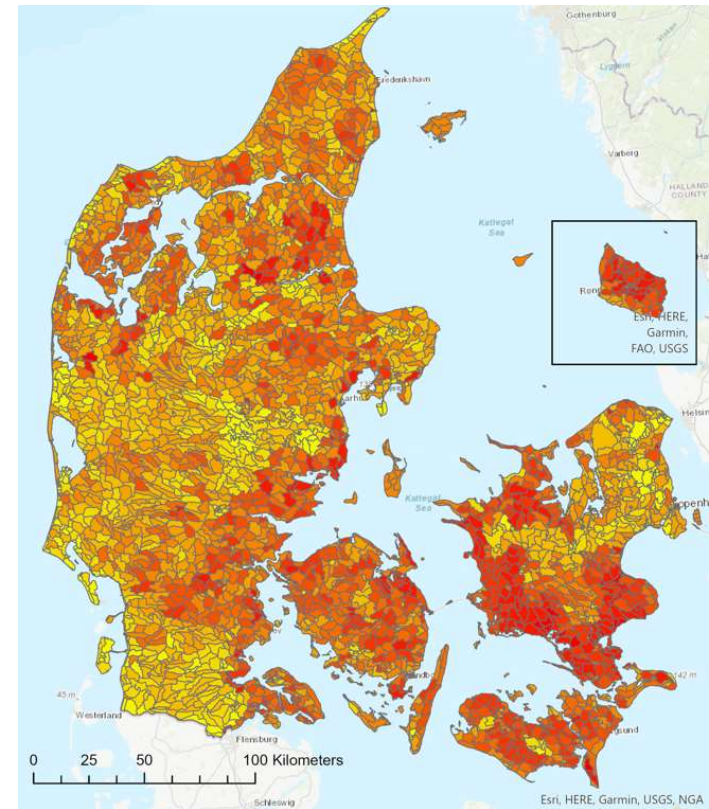 Gothenburg
Frederikshavn
Varberg
HALLAND
COUNTY
Kattegat
Sea
Esri, HERE,
Garmin,
FAO, USGS
Kattegat
Sea
142 m
45 m
Westerland
Flensburg
0 25 50 100 Kilometers
Schleswig
Esri, HERE, Garmin, USGS, NGA